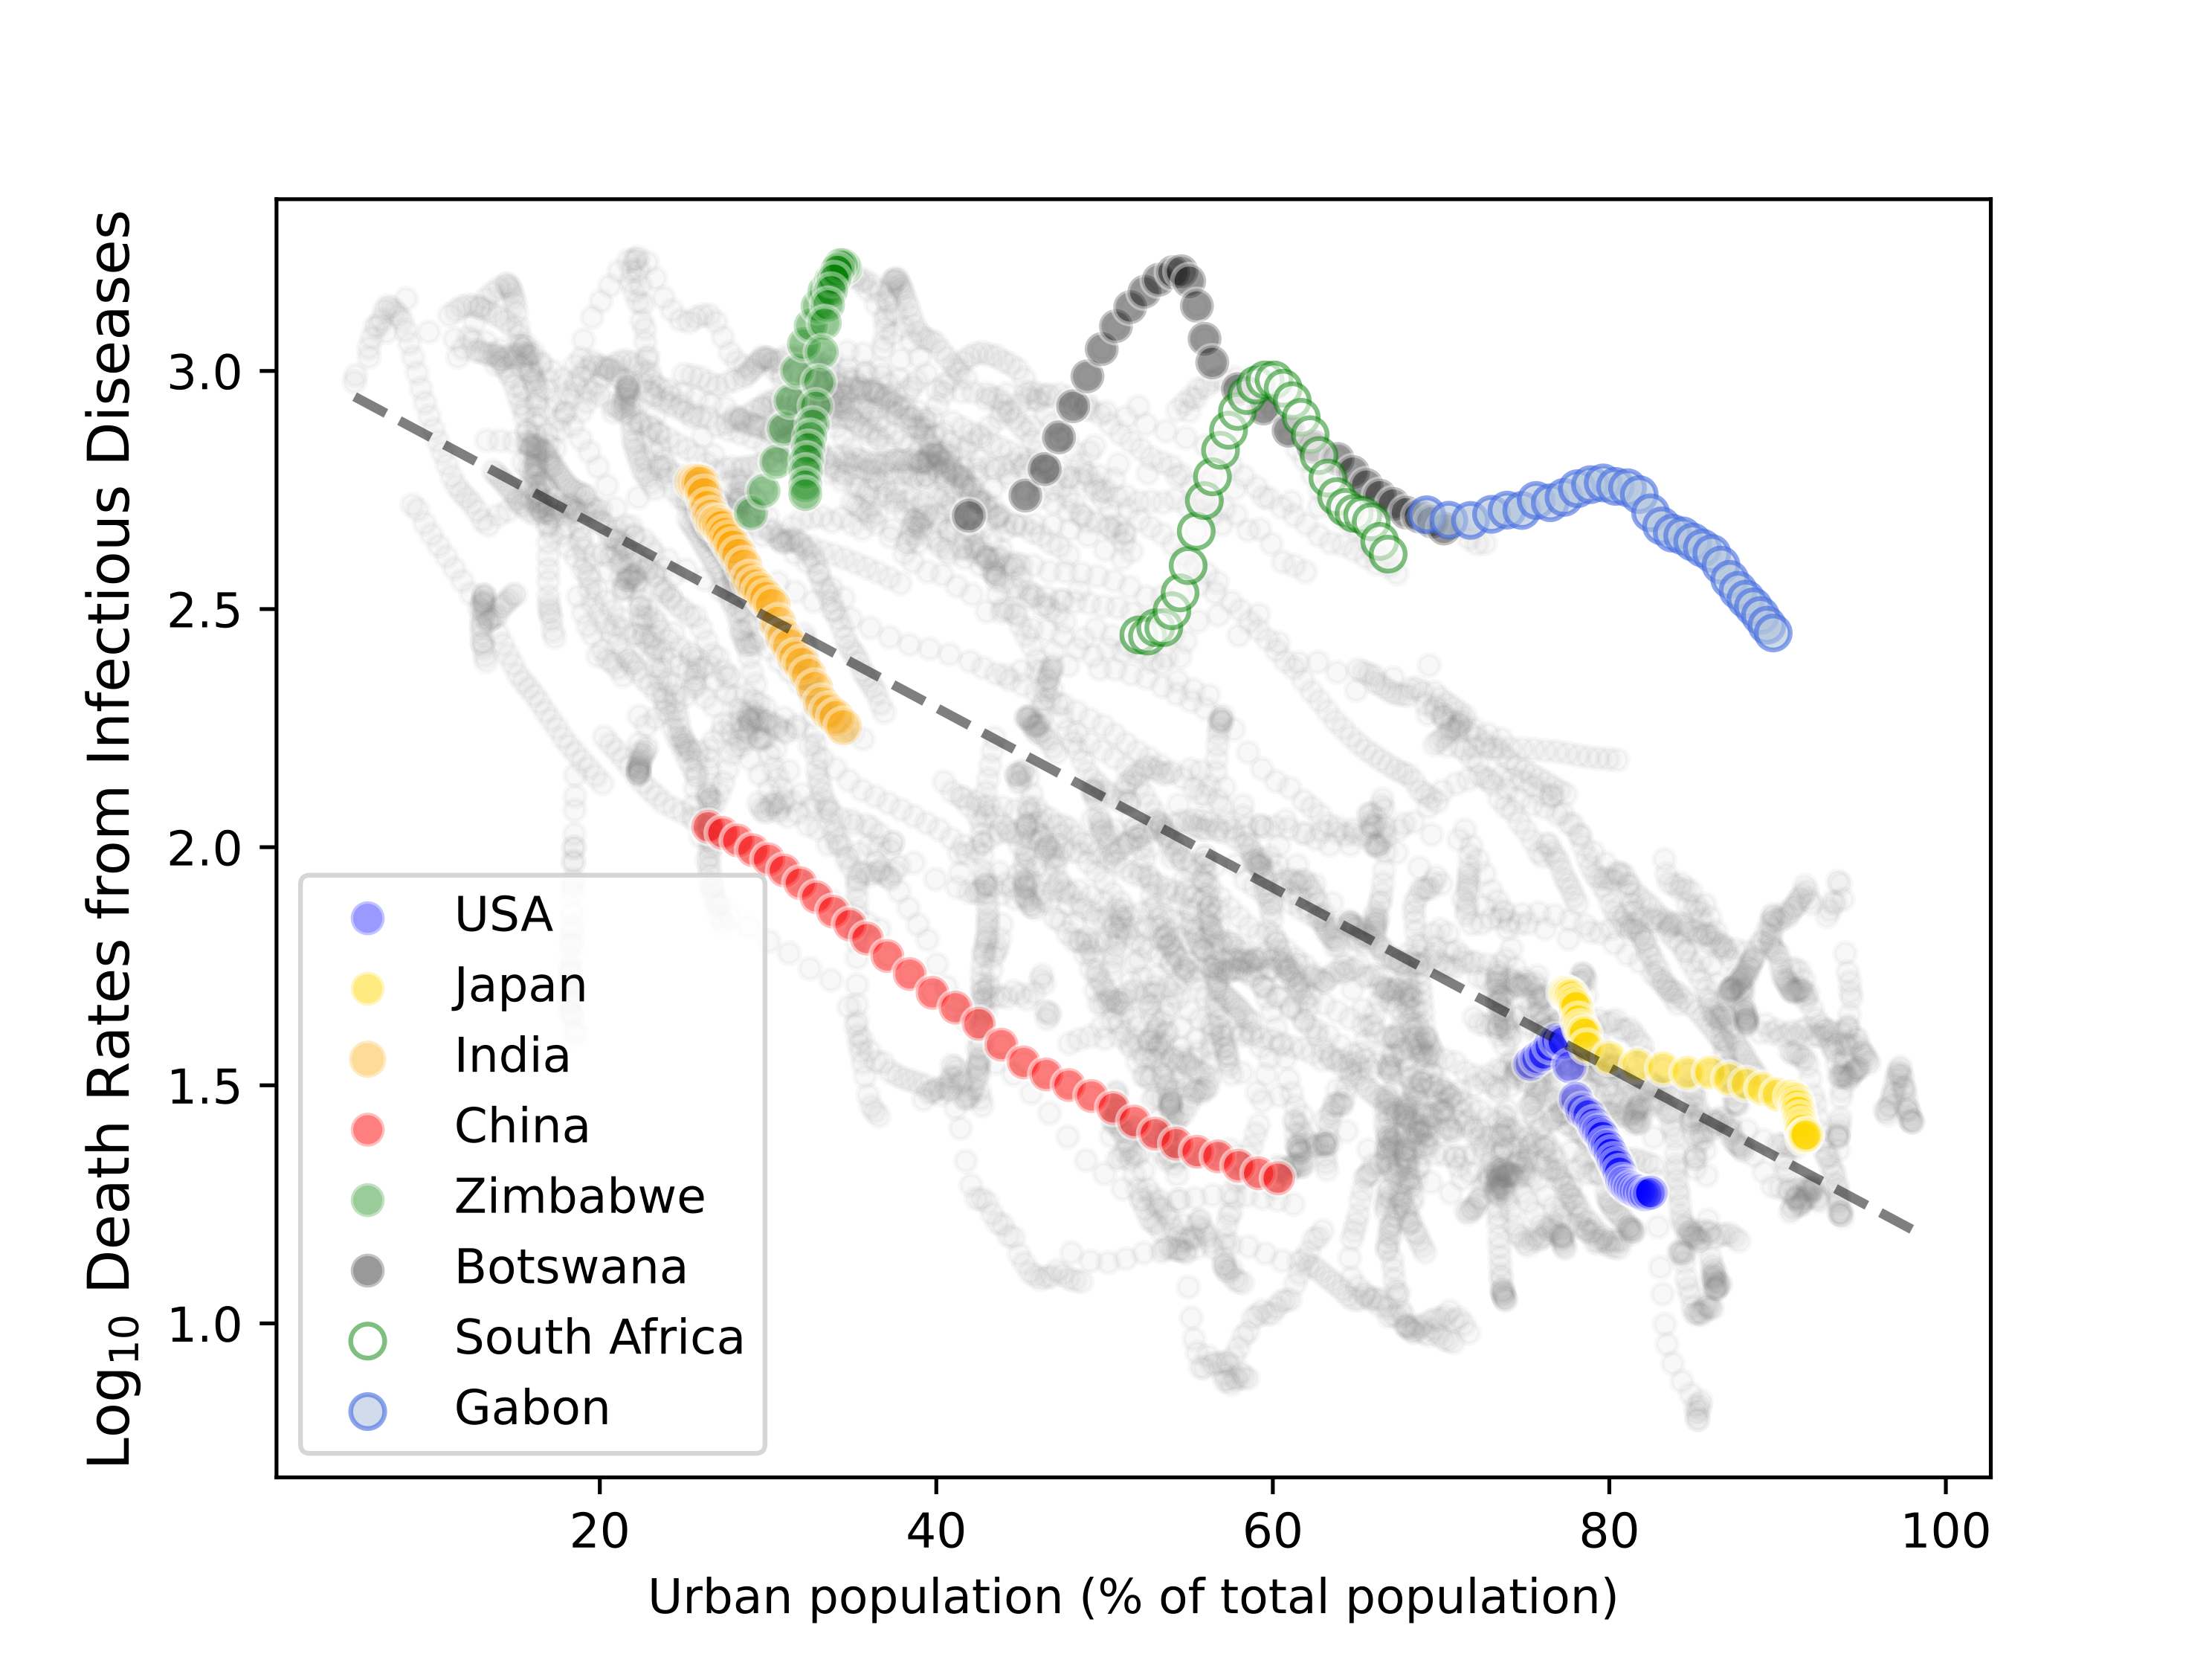 Log10 Death Rates from Infectious Diseases
3.0
2.5
2.0
1.5
1.0
USA
Japan
India
China
Zimbabwe
Botswana
South Africa
Gabon
20 40 60 80 100
Urban population (% of total population)